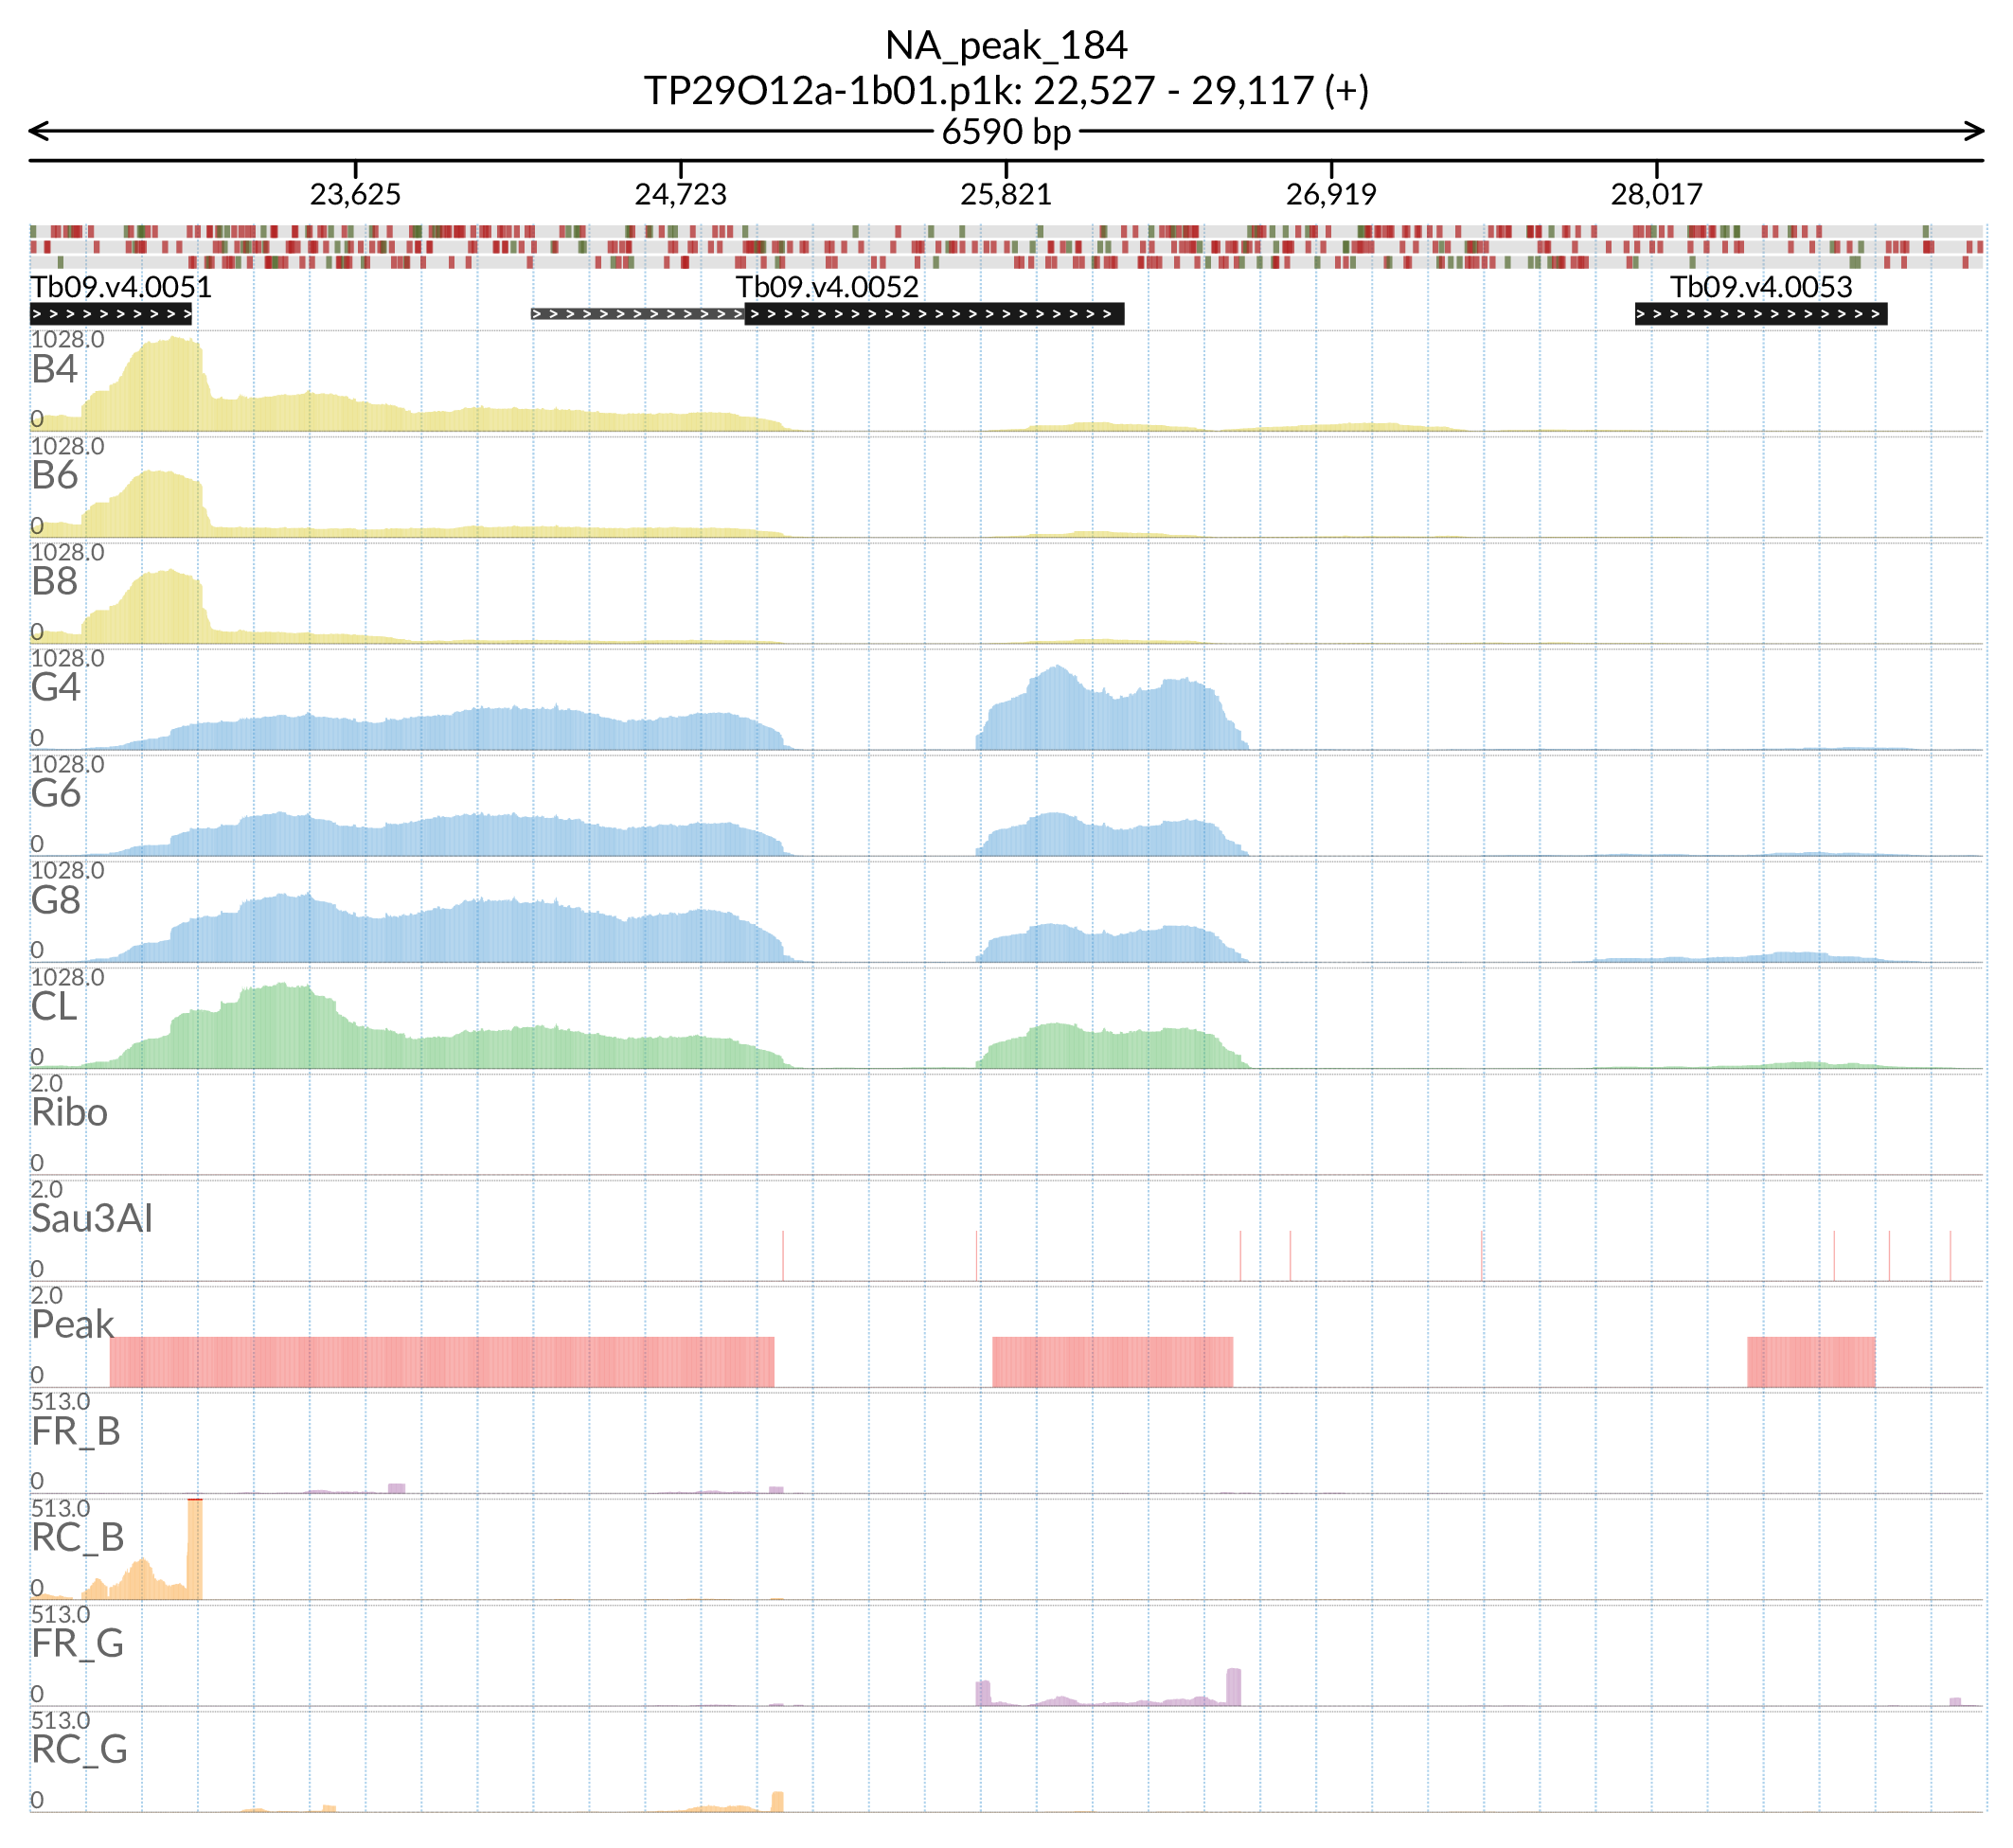 NA_peak_184
TP29O12a-1b01.p1k: 22,527 - 29,117 (+)
6590 bp
23,625 24,723 25,821 26,919 28,017
Tb09.v4.0051 Tb09.v4.0052 Tb09.v4.0053
1028.0
B4
0
1028.0
B6
0
1028.0
B8
0
1028.0
G4
0
1028.0
G6
0
1028.0
G8
0
1028.0
CL
0
2.0
Ribo
0
2.0
Sau3AI
0
2.0
Peak
0
513.0
FR_B
0
513.0
RC_B
0
513.0
FR_G
0
513.0
RC_G
0